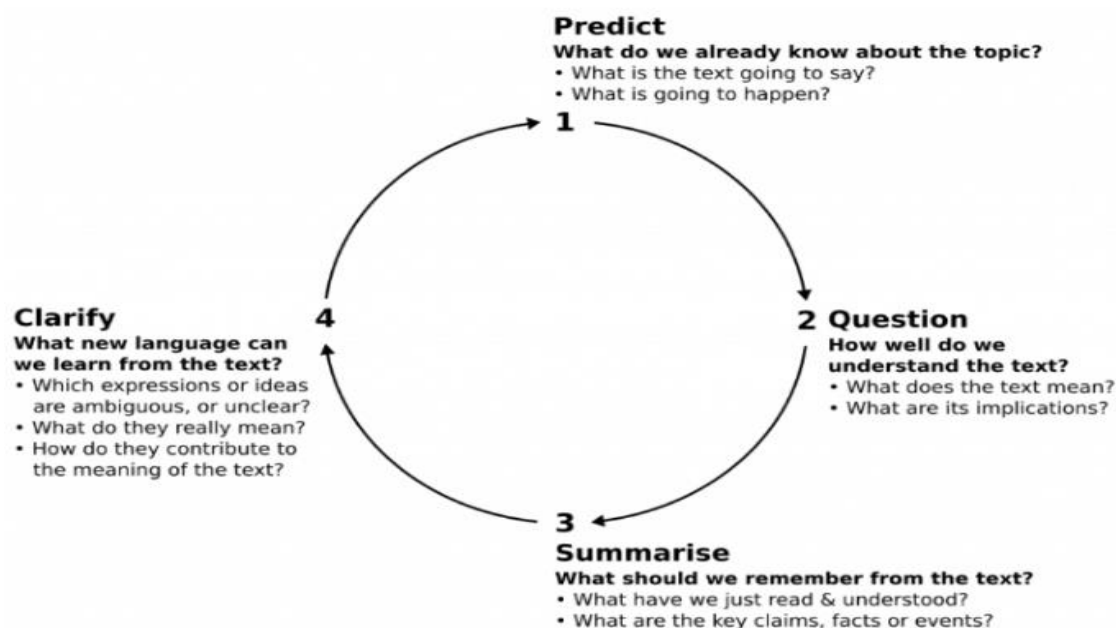 Predict
What do we already know about the topic?
• What is the text going to say?
• What is going to happen?
1
2 Question
How well do we
understand the text?
• What does the text mean?
• What are its implications?
3
Summarise
What should we remember from the text?
• What have we just read & understood?
• What are the key claims, facts or events?
Clarify 4
What new language can
we learn from the text?
• Which expressions or ideas
are ambiguous, or unclear?
• What do they really mean?
• How do they contribute to
the meaning of the text?